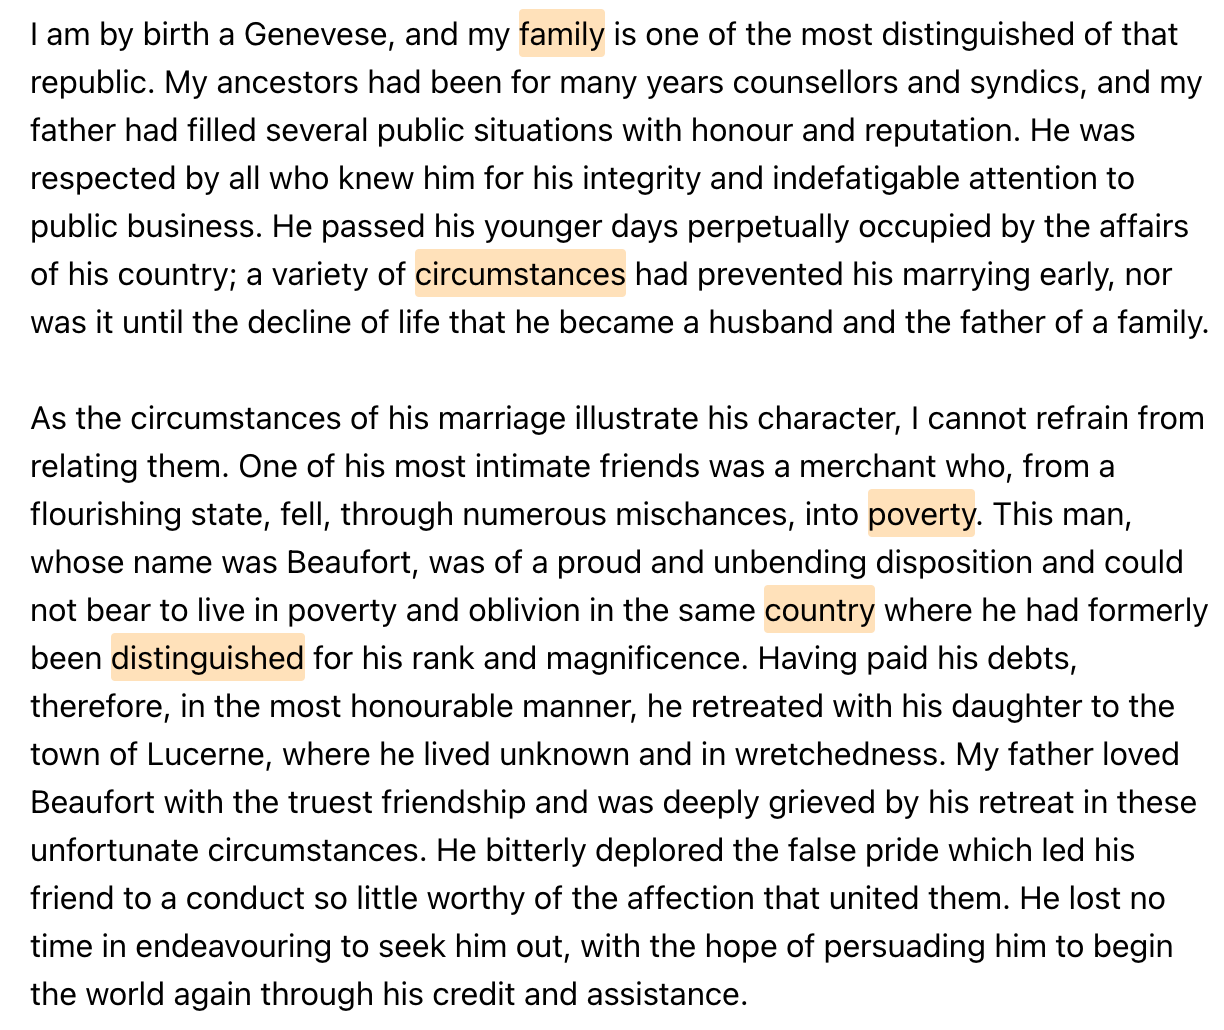 I am by birth a Genevese, and my family is one of the most distinguished of that
republic. My ancestors had been for many years counsellors and syndics, and my
father had filled several public situations with honour and reputation. He was
respected by all who knew him for his integrity and indefatigable attention to
public business. He passed his younger days perpetually occupied by the affairs
of his country; a variety of circumstances had prevented his marrying early, nor
was it until the decline of life that he became a husband and the father of a family.
As the circumstances of his marriage illustrate his character, I cannot refrain from
relating them. One of his most intimate friends was a merchant who, from a
flourishing state, fell, through numerous mischances, into poverty. This man,
whose name was Beaufort, was of a proud and unbending disposition and could
not bear to live in poverty and oblivion in the same country where he had formerly
been distinguished for his rank and magnificence. Having paid his debts,
therefore, in the most honourable manner, he retreated with his daughter to the
town of Lucerne, where he lived unknown and in wretchedness. My father loved
Beaufort with the truest friendship and was deeply grieved by his retreat in these
unfortunate circumstances. He bitterly deplored the false pride which led his
friend to a conduct so little worthy of the affection that united them. He lost no
time in endeavouring to seek him out, with the hope of persuading him to begin
the world again through his credit and assistance.